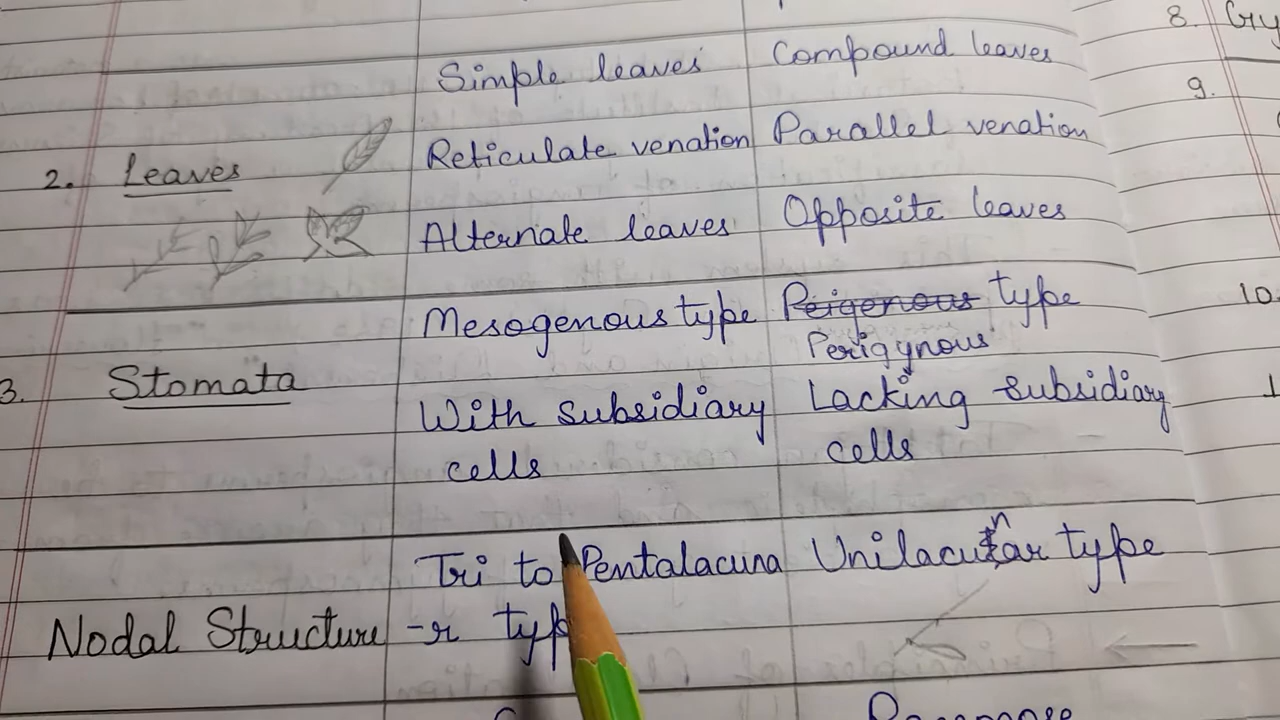 Simple leaves Compound leaves
8.
9.
2. Leaves Reticulate venation Parallel venation
Alternate leaves Opposite leaves
10.
Mesogenous type Peigenous type
Perigynous
3. Stomata With subsidiary Lacking subsidiary
cells cells
Tri to Pentalacuna Unilacunar type
Nodal Structure -r typ